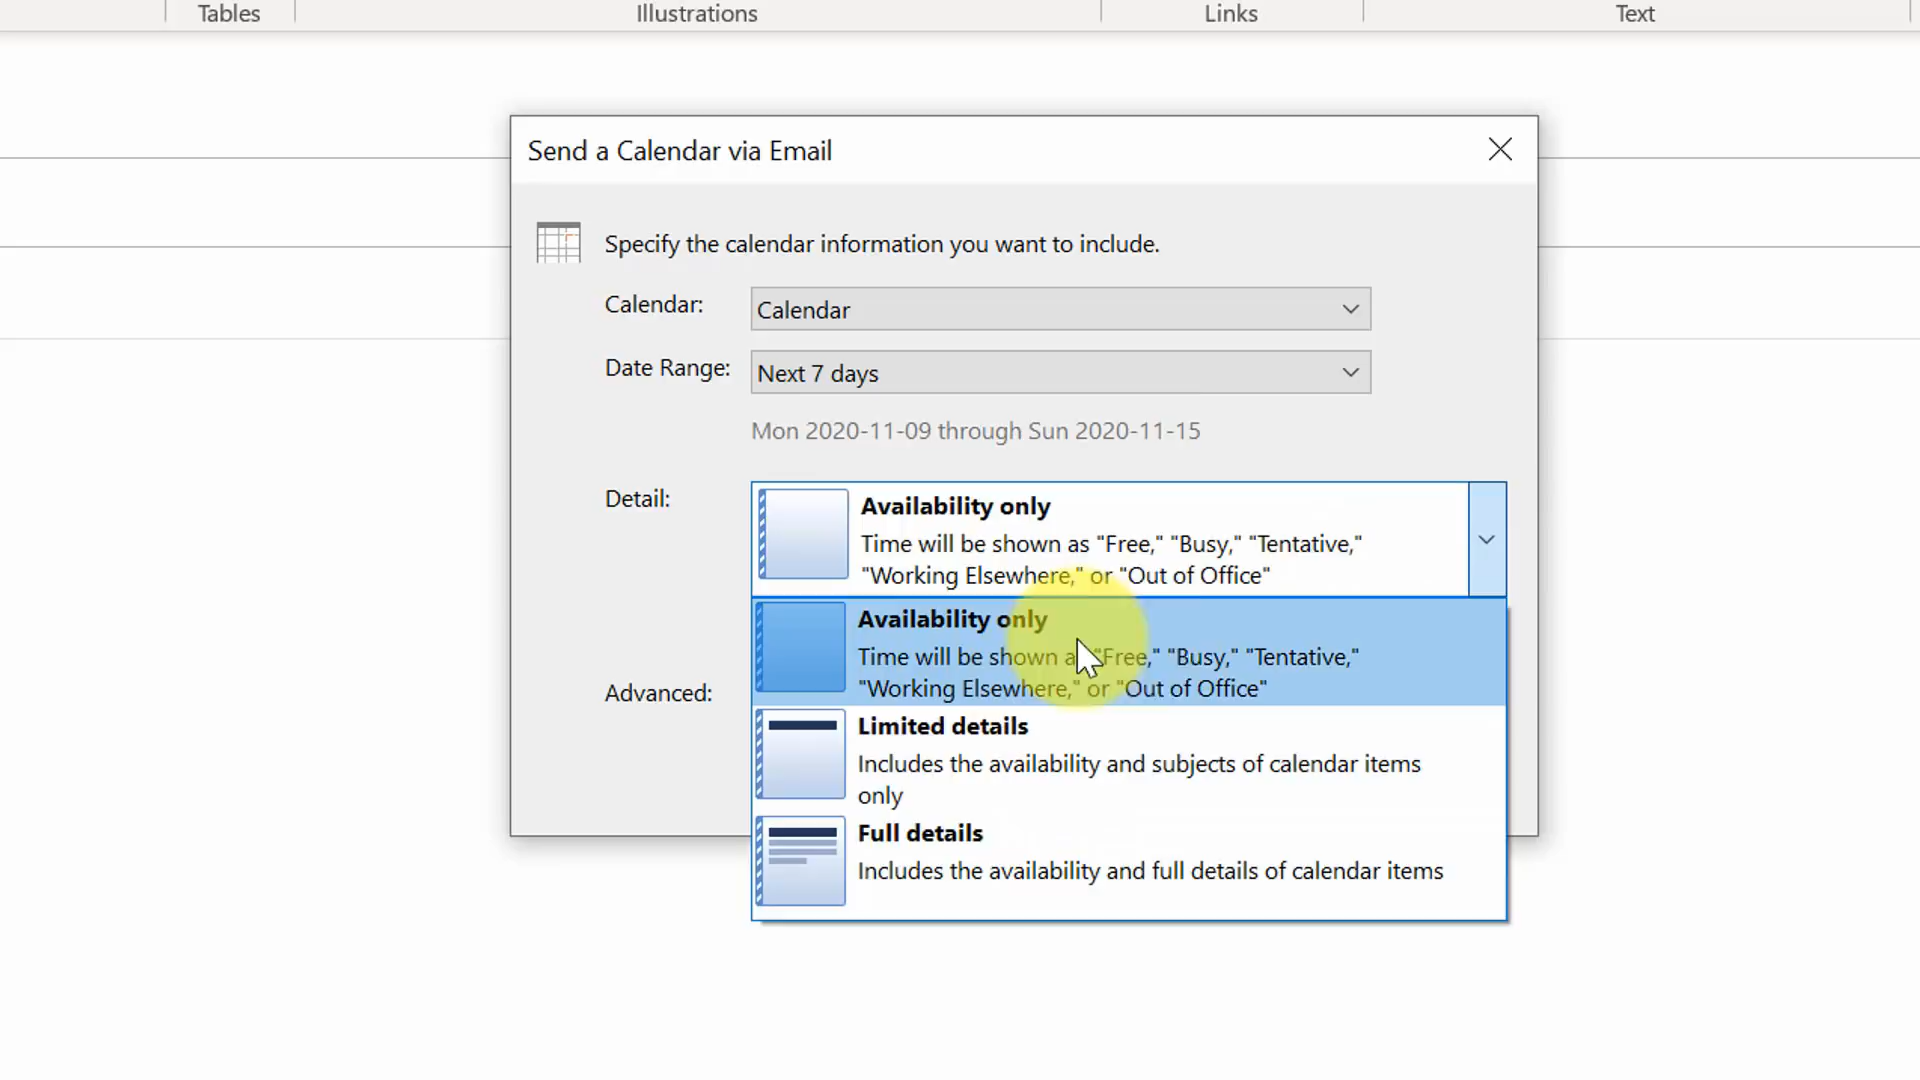 Tables
Illustrations
Links
Text
Send a Calendar via Email
Specify the calendar information you want to include.
Calendar:
Calendar
Date Range:
Next 7 days
Mon 2020-11-09 through Sun 2020-11-15
Detail:
Availability only
Time will be shown as "Free," "Busy," "Tentative,"
"Working Elsewhere," or "Out of Office"
Availability only
Time will be shown as "Free," "Busy," "Tentative,"
"Working Elsewhere," or "Out of Office"
Advanced:
Limited details
Includes the availability and subjects of calendar items
only
Full details
Includes the availability and full details of calendar items